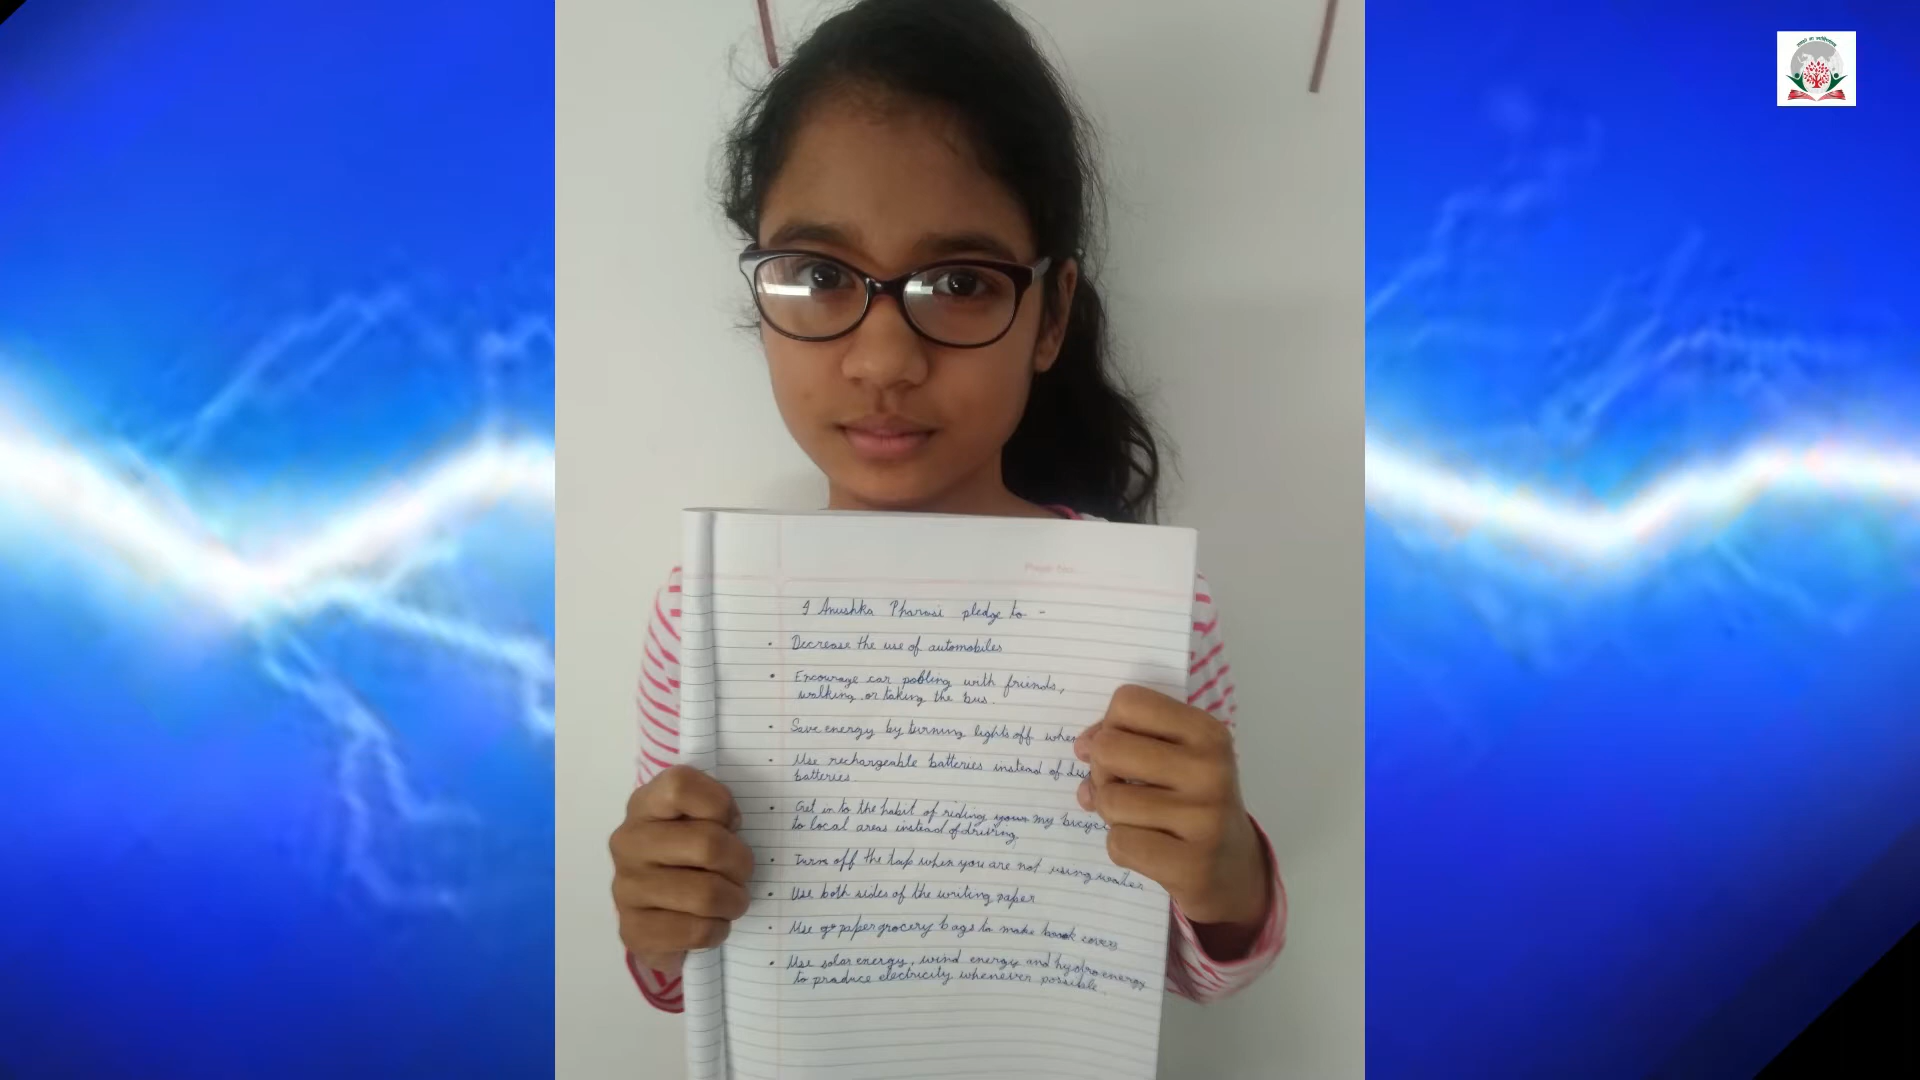 I Anushka Pharasi pledge to -
• Decrease the use of automobiles
• Encourage car pooling with friends,
walking or taking the bus.
• Save energy by turning lights off when
• Use rechargeable batteries instead of
batteries.
• Get in to the habit of riding my
to local areas instead of driving.
• Turn off the tap when you are not using water
• Use both sides of the writing paper
• Use paper grocery bags to make book covers
• Use solar energy, wind energy and hydro energy
to produce electricity whenever possible.